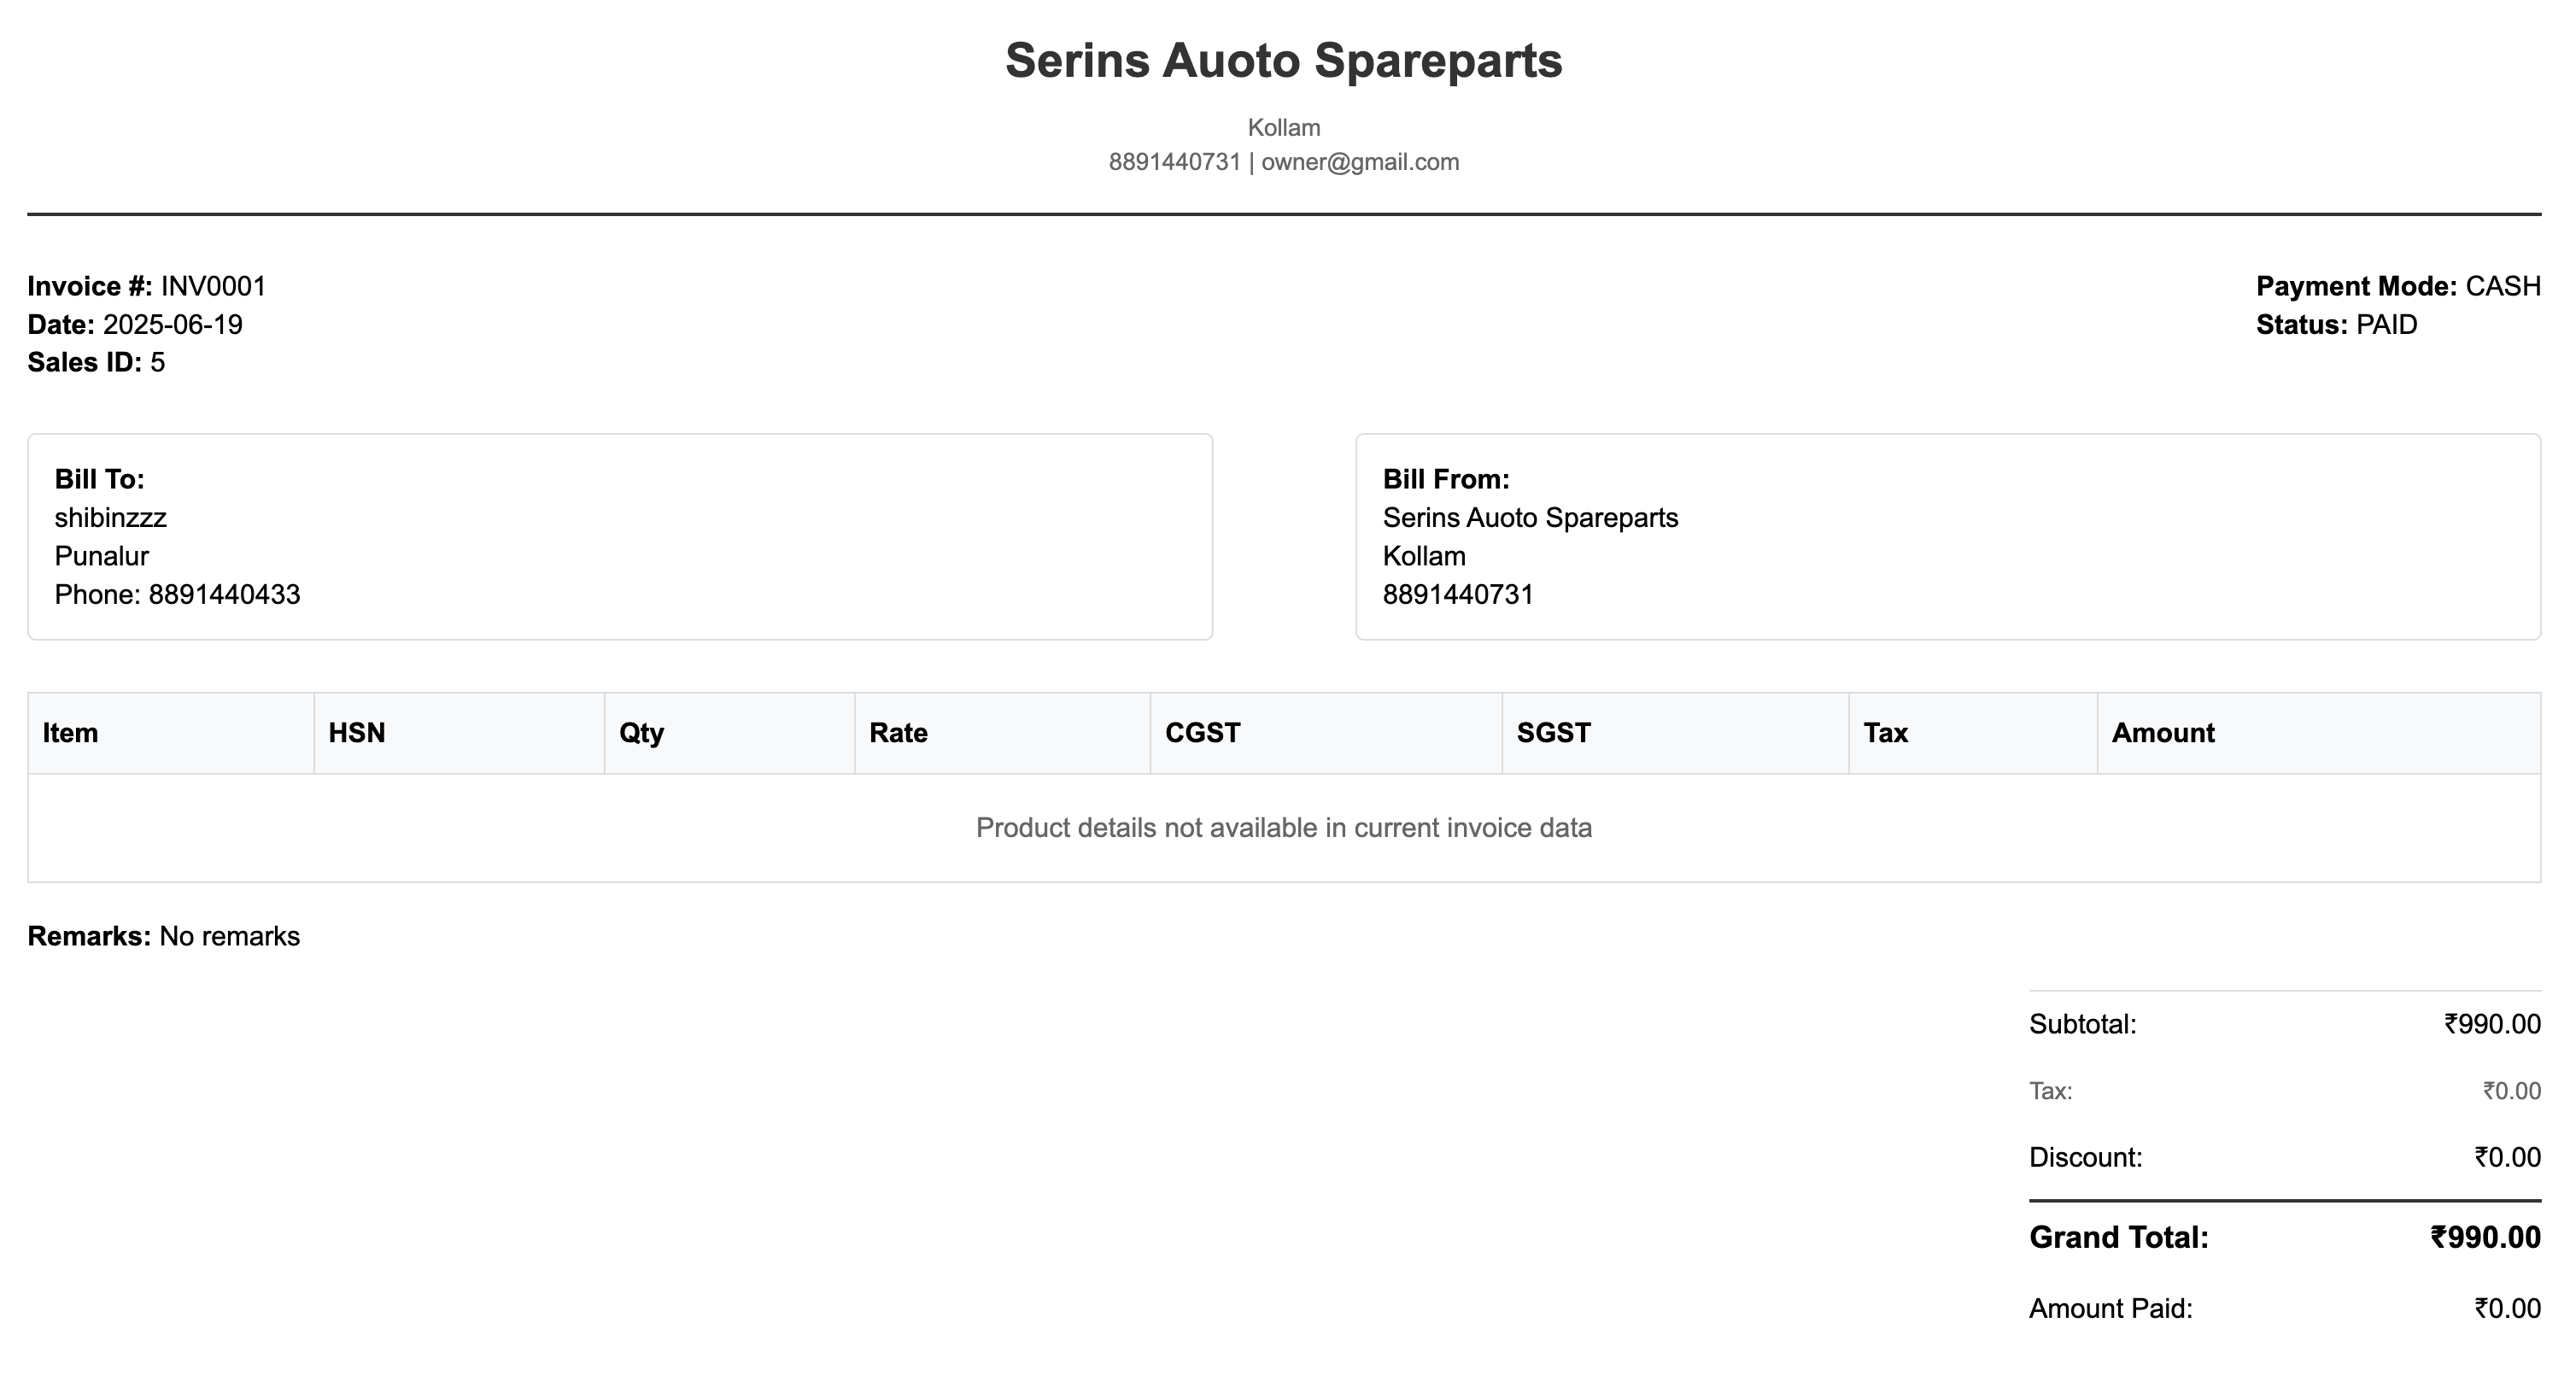 Serins Auoto Spareparts
Kollam
8891440731 | owner@gmail.com
Invoice #: INV0001
Date: 2025-06-19
Sales ID: 5
Payment Mode: CASH
Status: PAID
Bill To:
shibinzzz
Punalur
Phone: 8891440433
Bill From:
Serins Auoto Spareparts
Kollam
8891440731
Item HSN Qty Rate CGST SGST Tax Amount
Product details not available in current invoice data
Remarks: No remarks
Subtotal: ₹990.00
Tax: ₹0.00
Discount: ₹0.00
Grand Total: ₹990.00
Amount Paid: ₹0.00